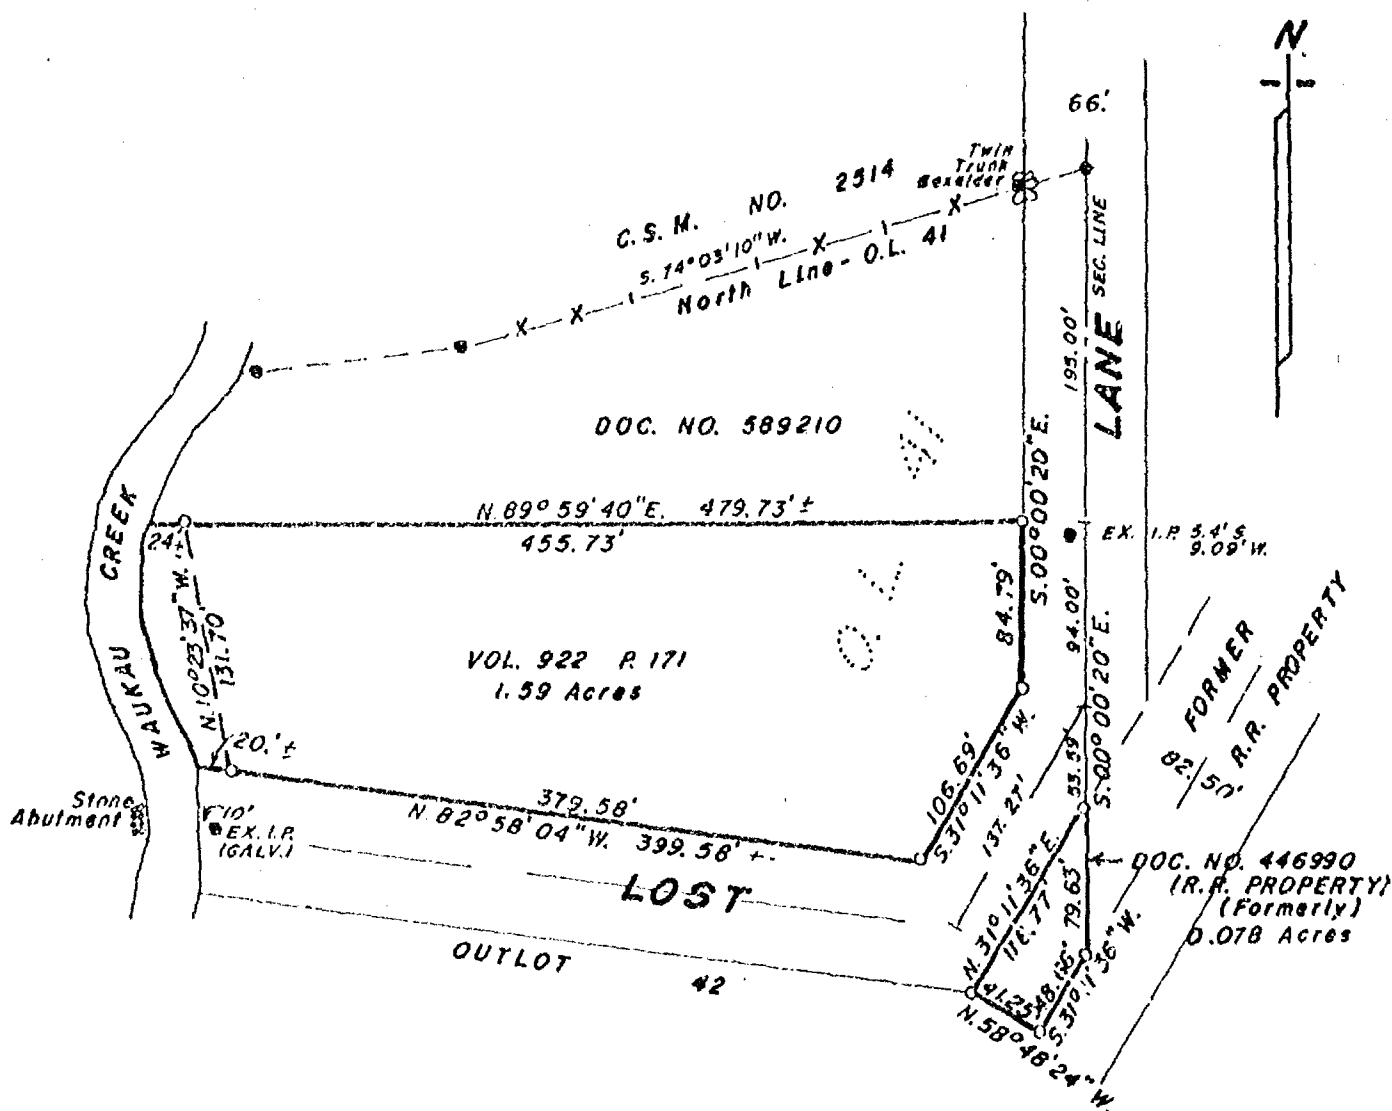 N
66'
Twin
Trunk
Boxelder
C.S.M. NO. 2514
S. 74° 03' 10" W.
North Line - O.L. 41
SEC. LINE
195.00'
LANE
DOC. NO. 589210
O. L. 41
S. 00° 00' 20" E.
N. 89° 59' 40" E. 479.73' ±
455.73'
24' ±
EX. I.P. 5.4' S.
9.09' W.
WAUKAU CREEK
N. 10° 23' 37" W.
131.70'
84.79'
94.00'
S. 00° 00' 20" E.
VOL. 922 P. 171
1.59 Acres
FORMER
R.R. PROPERTY
82.50'
20.' ±
106.69'
S. 31° 11' 36" W.
137.27'
53.59'
Stone
Abutment
10'
EX. I.P.
(GALV.)
379.58'
N. 82° 58' 04" W. 399.58' +-
LOST
N. 31° 11' 36" E.
79.63'
DOC. NO. 446990
(R.R. PROPERTY)
(Formerly)
0.078 Acres
OUTLOT 42
41.25'
S. 31° 11' 36" W.
N. 58° 48' 24" W.